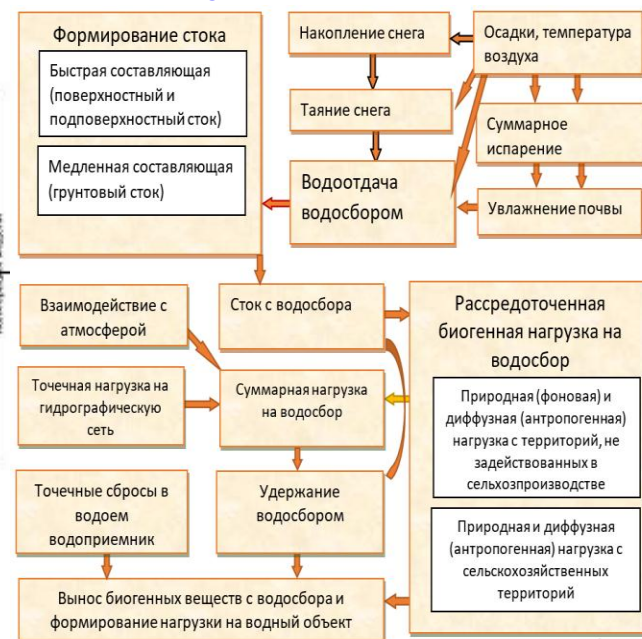 Формирование стока
Быстрая составляющая
(поверхностный и
подповерхностный сток)
Медленная составляющая
(грунтовый сток)
Накопление снега
Осадки, температура
воздуха
Таяние снега
Суммарное
испарение
Водоотдача
водосбором
Увлажнение почвы
Взаимодействие с
атмосферой
Сток с водосбора
Рассредоточенная
биогенная нагрузка на
водосбор
Точечная нагрузка на
гидрографическую
сеть
Суммарная нагрузка
на водосбор
Природная (фоновая) и
диффузная (антропогенная)
нагрузка с территорий, не
задействованных в
сельхозпроизводстве
Точечные сбросы в
водоем
водоприемник
Удержание
водосбором
Природная и диффузная
(антропогенная) нагрузка с
сельскохозяйственных
территорий
Вынос биогенных веществ с водосбора и
формирование нагрузки на водный объект